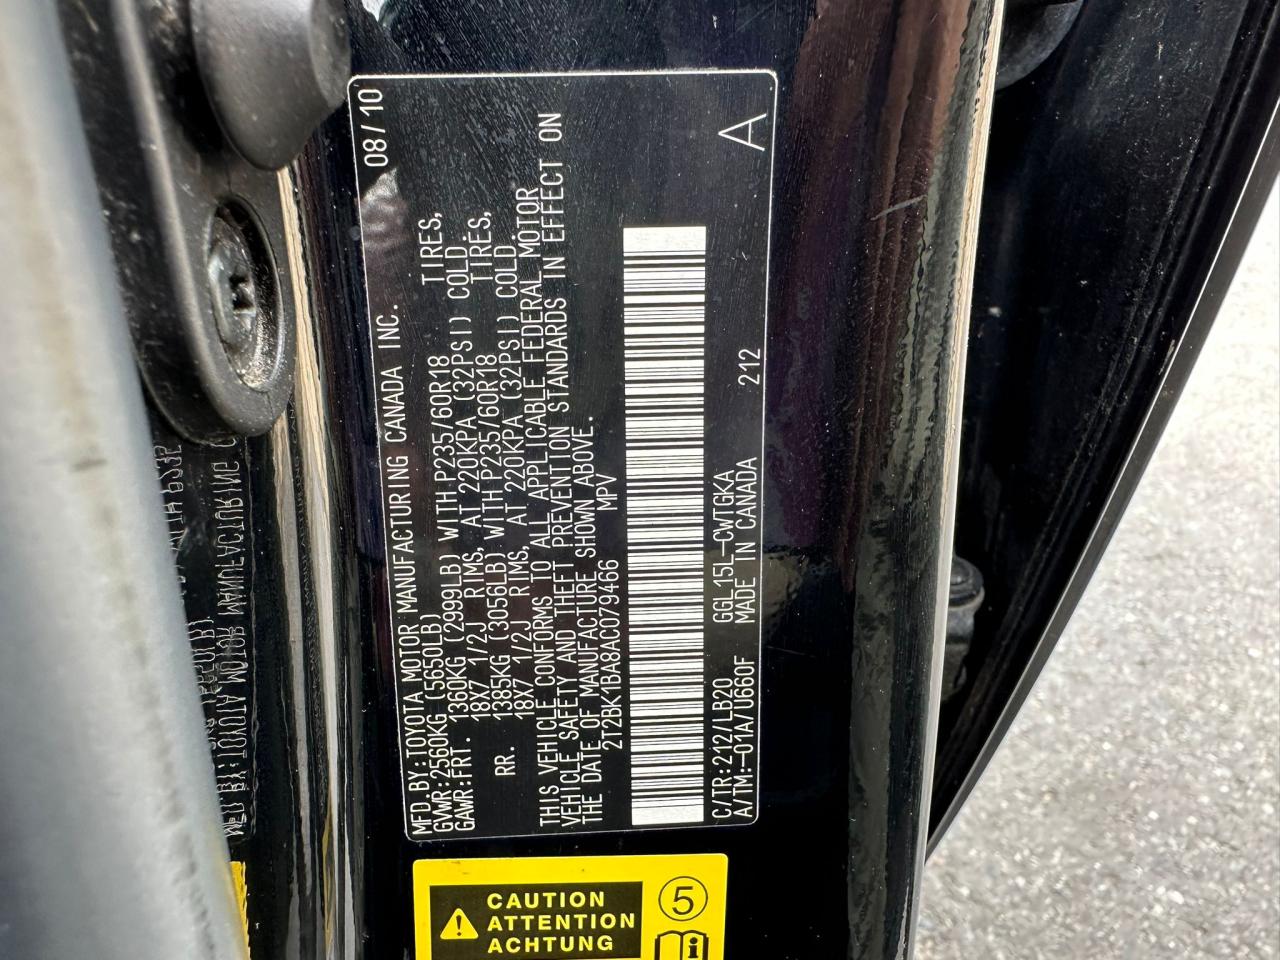 MFD.BY:TOYOTA MOTOR MANUFACTURING CANADA INC. 08/10
GVWR:2560KG (5650LB)
GAWR:FRT. 1360KG (2999LB) WITH P235/60R18 TIRES,
18X7 1/2J RIMS, AT 220KPA (32PSI) COLD.
RR. 1385KG (3056LB) WITH P235/60R18 TIRES,
18X7 1/2J RIMS, AT 220KPA (32PSI) COLD.
THIS VEHICLE CONFORMS TO ALL APPLICABLE FEDERAL MOTOR
VEHICLE SAFETY AND THEFT PREVENTION STANDARDS IN EFFECT ON
THE DATE OF MANUFACTURE SHOWN ABOVE.
2T2BK1BA8AC079466 MPV
C/TR:212/LB20 GGL15L-CWTGKA 212 A
A/TM:-01A/U660F MADE IN CANADA
CAUTION
ATTENTION
ACHTUNG
5
i